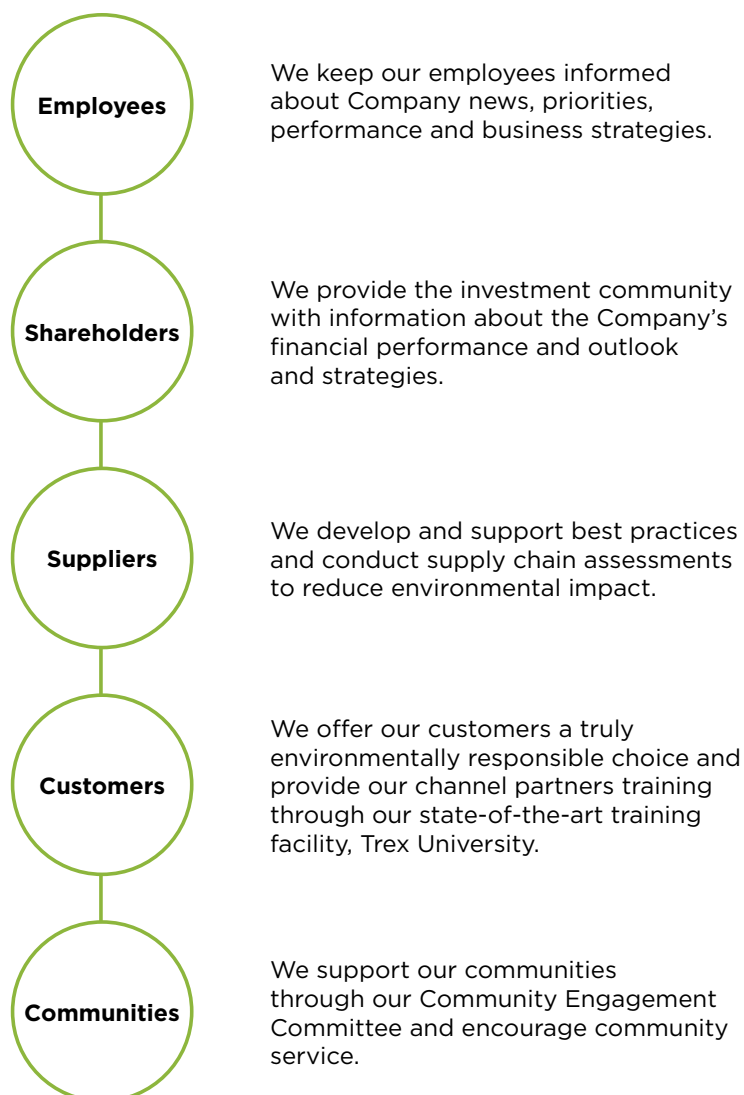 Employees
We keep our employees informed
about Company news, priorities,
performance and business strategies.
Shareholders
We provide the investment community
with information about the Company’s
financial performance and outlook
and strategies.
Suppliers
We develop and support best practices
and conduct supply chain assessments
to reduce environmental impact.
Customers
We offer our customers a truly
environmentally responsible choice and
provide our channel partners training
through our state-of-the-art training
facility, Trex University.
Communities
We support our communities
through our Community Engagement
Committee and encourage community
service.